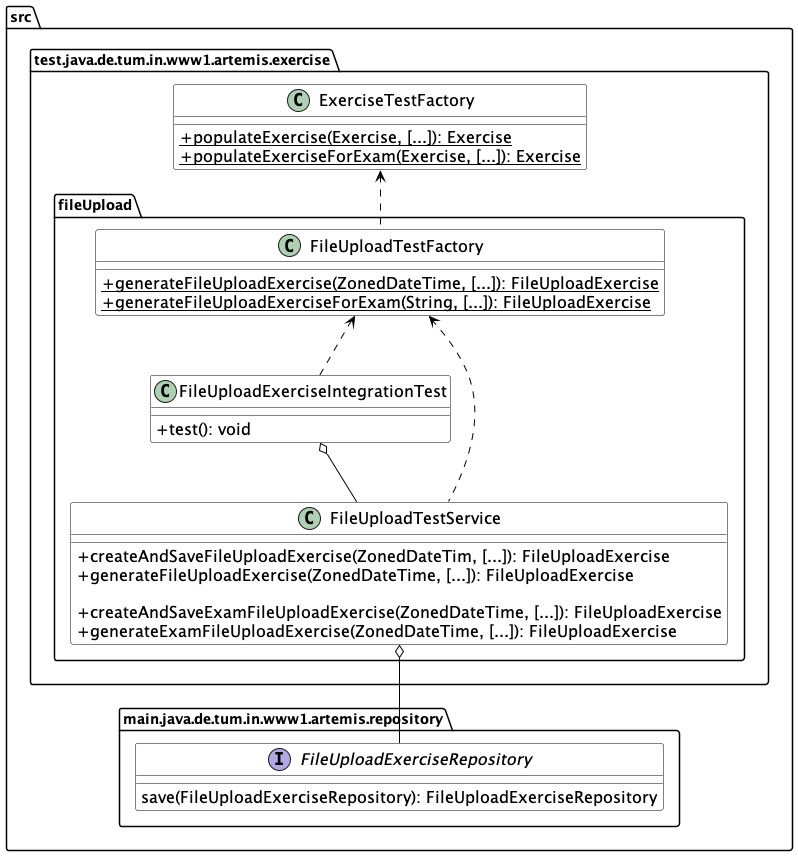 src
test.java.de.tum.in.www1.artemis.exercise
C ExerciseTestFactory
+populateExercise(Exercise, [...]): Exercise
+populateExerciseForExam(Exercise, [...]): Exercise
fileUpload
C FileUploadTestFactory
+generateFileUploadExercise(ZonedDateTime, [...]): FileUploadExercise
+generateFileUploadExerciseForExam(String, [...]): FileUploadExercise
C FileUploadExerciseIntegrationTest
+test(): void
C FileUploadTestService
+createAndSaveFileUploadExercise(ZonedDateTim, [...]): FileUploadExercise
+generateFileUploadExercise(ZonedDateTime, [...]): FileUploadExercise
+createAndSaveExamFileUploadExercise(ZonedDateTime, [...]): FileUploadExercise
+generateExamFileUploadExercise(ZonedDateTime, [...]): FileUploadExercise
main.java.de.tum.in.www1.artemis.repository
I FileUploadExerciseRepository
save(FileUploadExerciseRepository): FileUploadExerciseRepository